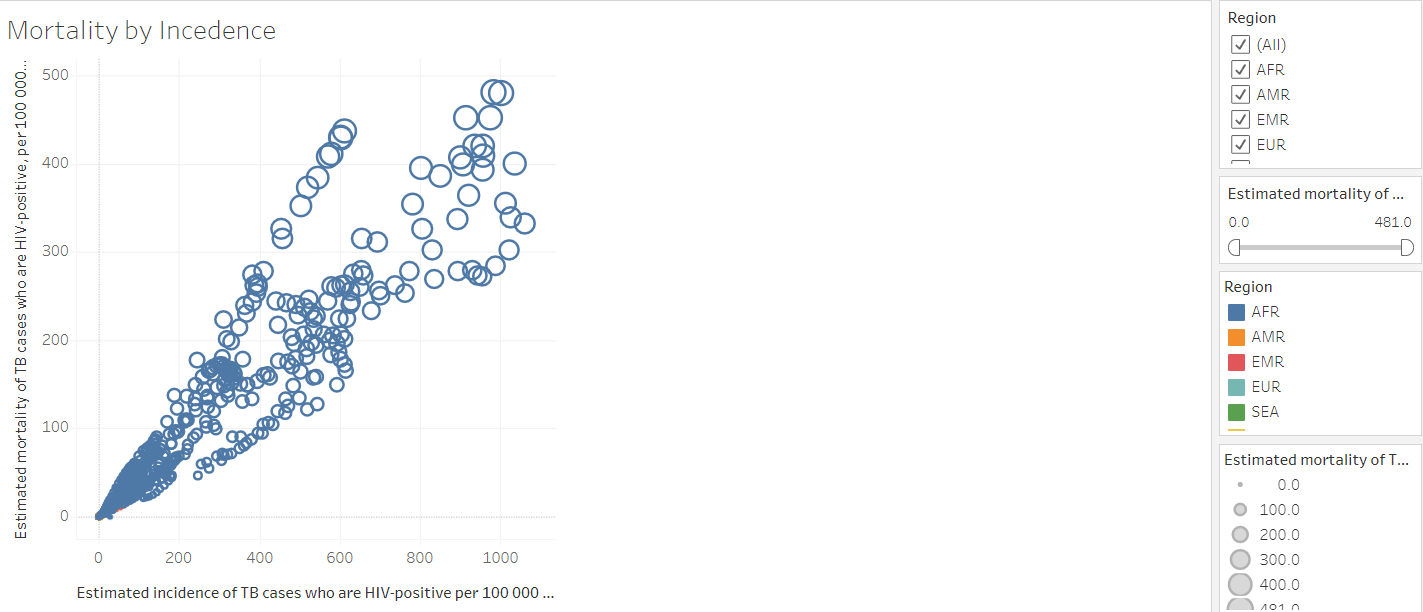 Mortality by Incedence
Estimated mortality of TB cases who are HIV-positive, per 100 000...
500
400
300
200
100
0
0 200 400 600 800 1000
Estimated incidence of TB cases who are HIV-positive per 100 000 ...
Region
(All)
AFR
AMR
EMR
EUR
Estimated mortality of ...
0.0 481.0
Region
AFR
AMR
EMR
EUR
SEA
Estimated mortality of T...
0.0
100.0
200.0
300.0
400.0
481.0